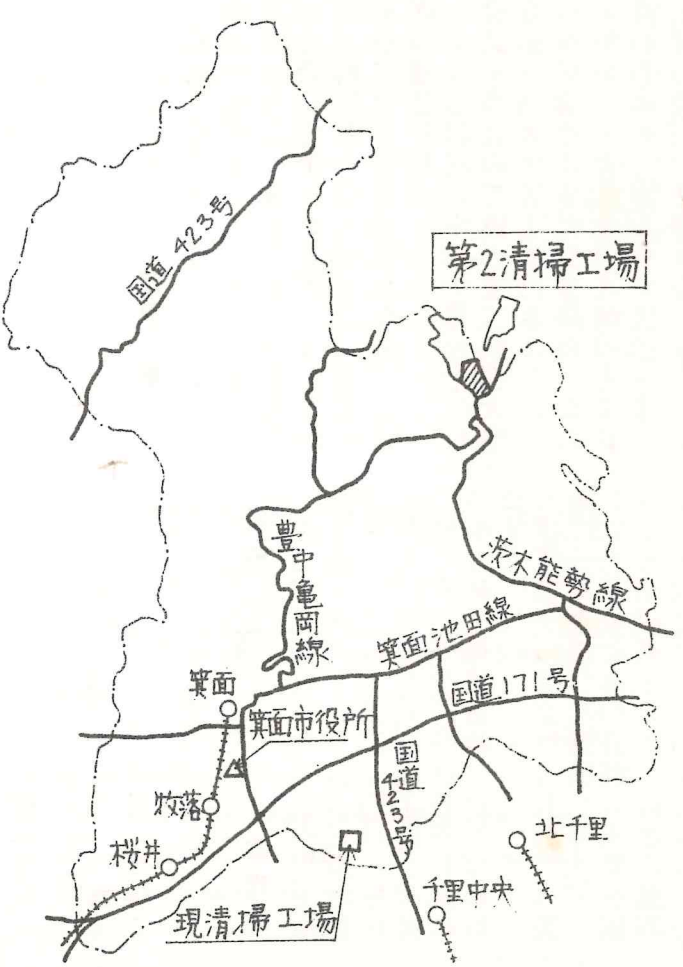 国道423号
第2清掃工場
豊中亀岡線
茨木能勢線
箕面池田線
箕面
国道171号
箕面市役所
国道423号
牧落
桜井
北千里
千里中央
現清掃工場